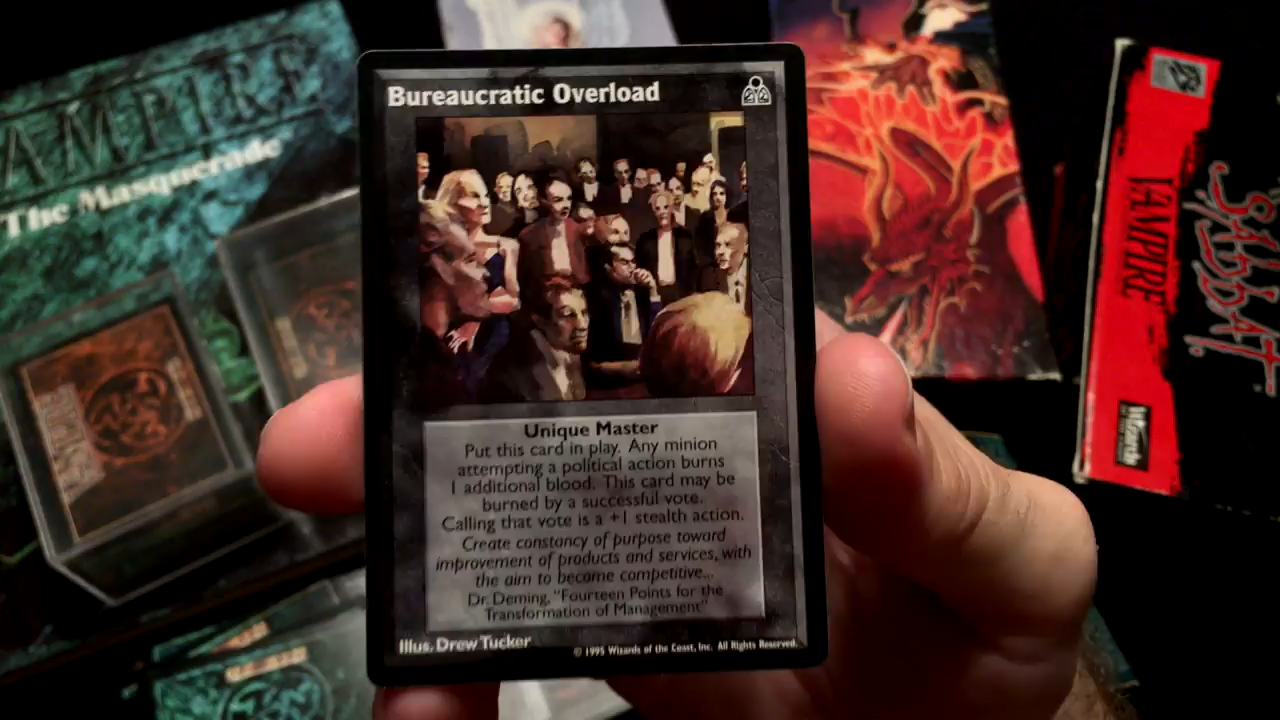 VAMPIRE
The Masquerade
Bureaucratic Overload
Unique Master
Put this card in play. Any minion
attempting a political action burns
1 additional blood. This card may be
burned by a successful vote.
Calling that vote is a +1 stealth action.
Create constancy of purpose toward
improvement of products and services, with
the aim to become competitive...
Dr. Deming, "Fourteen Points for the
Transformation of Management"
Illus. Drew Tucker
© 1995 Wizards of the Coast, Inc. All Rights Reserved.
VAMPIRE
SABBAT
Wizards